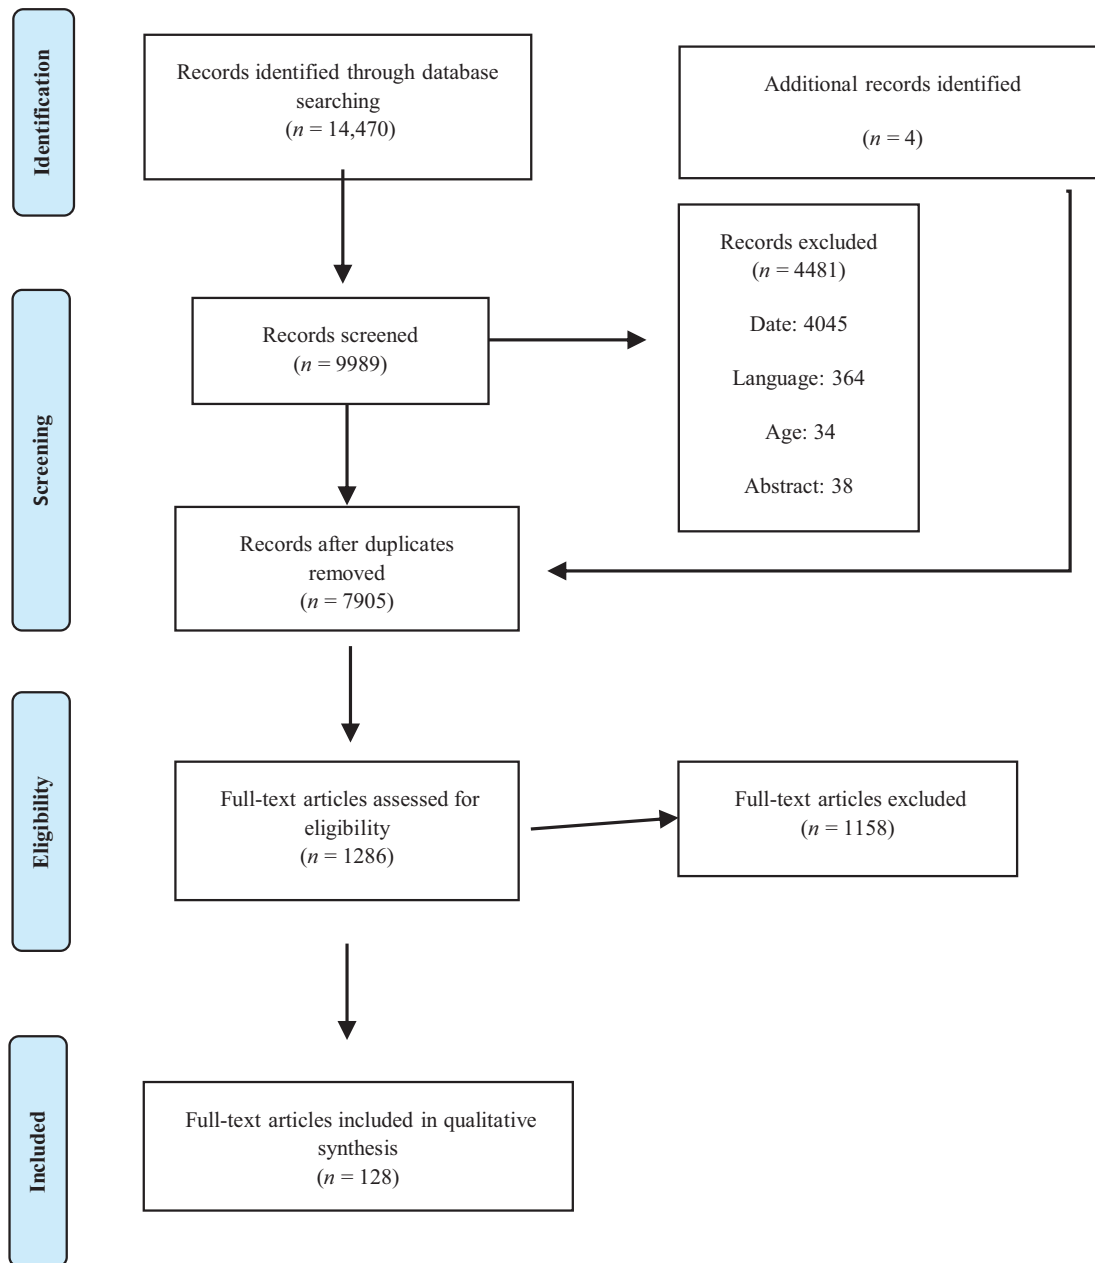 Identification
Records identified through database
searching
(n = 14,470)
Additional records identified
(n = 4)
Records excluded
(n = 4481)
Date: 4045
Language: 364
Age: 34
Abstract: 38
Screening
Records screened
(n = 9989)
Records after duplicates
removed
(n = 7905)
Eligibility
Full-text articles assessed for
eligibility
(n = 1286)
Full-text articles excluded
(n = 1158)
Included
Full-text articles included in qualitative
synthesis
(n = 128)